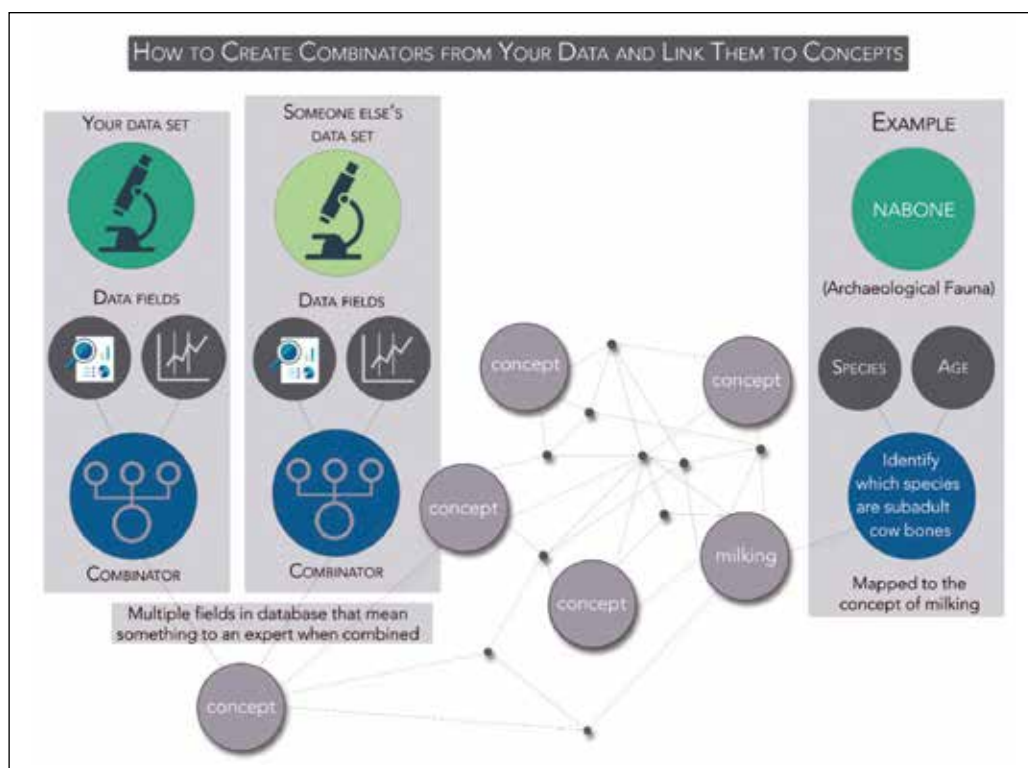 HOW TO CREATE COMBINATORS FROM YOUR DATA AND LINK THEM TO CONCEPTS
YOUR DATA SET
DATA FIELDS
COMBINATOR
SOMEONE ELSE'S
DATA SET
DATA FIELDS
COMBINATOR
Multiple fields in database that mean
something to an expert when combined
concept
concept
concept
concept
concept
milking
EXAMPLE
NABONE
(Archaeological Fauna)
SPECIES
AGE
Identify
which species
are subadult
cow bones
Mapped to the
concept of milking